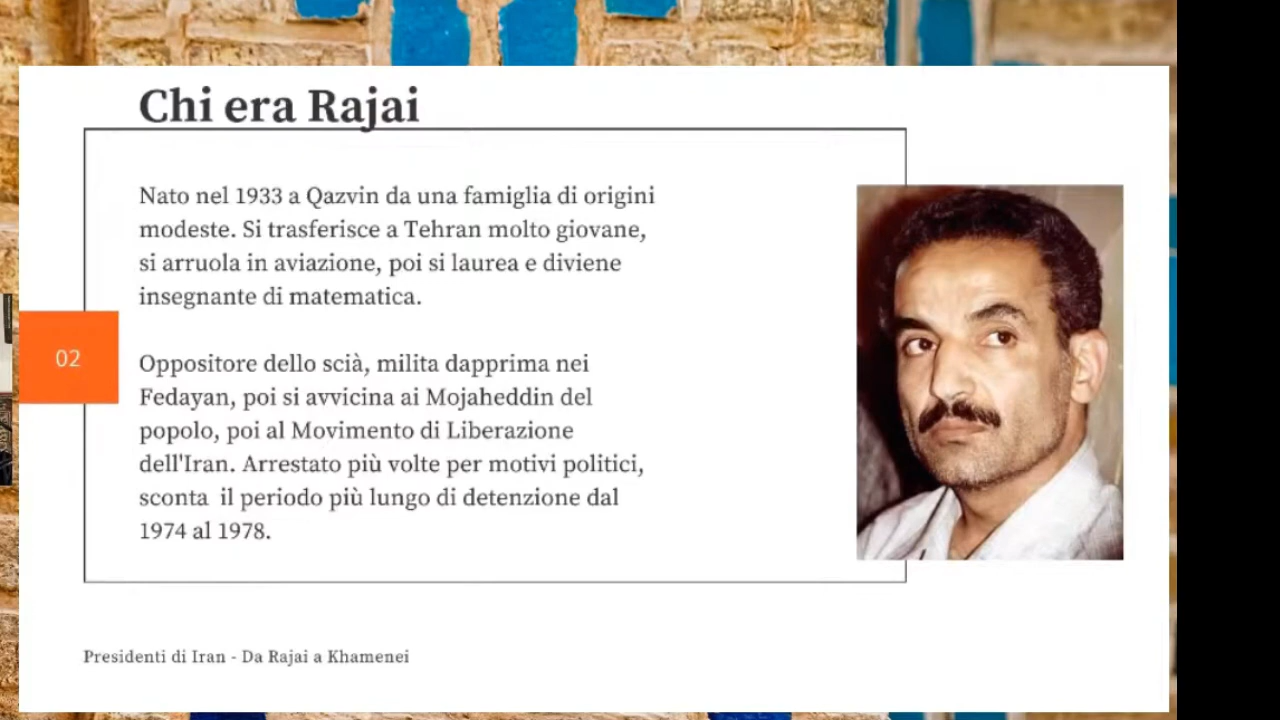 Chi era Rajai
Nato nel 1933 a Qazvin da una famiglia di origini
modeste. Si trasferisce a Tehran molto giovane,
si arruola in aviazione, poi si laurea e diviene
insegnante di matematica.
02
Oppositore dello scià, milita dapprima nei
Fedayan, poi si avvicina ai Mojaheddin del
popolo, poi al Movimento di Liberazione
dell'Iran. Arrestato più volte per motivi politici,
sconta  il periodo più lungo di detenzione dal
1974 al 1978.
Presidenti di Iran - Da Rajai a Khamenei